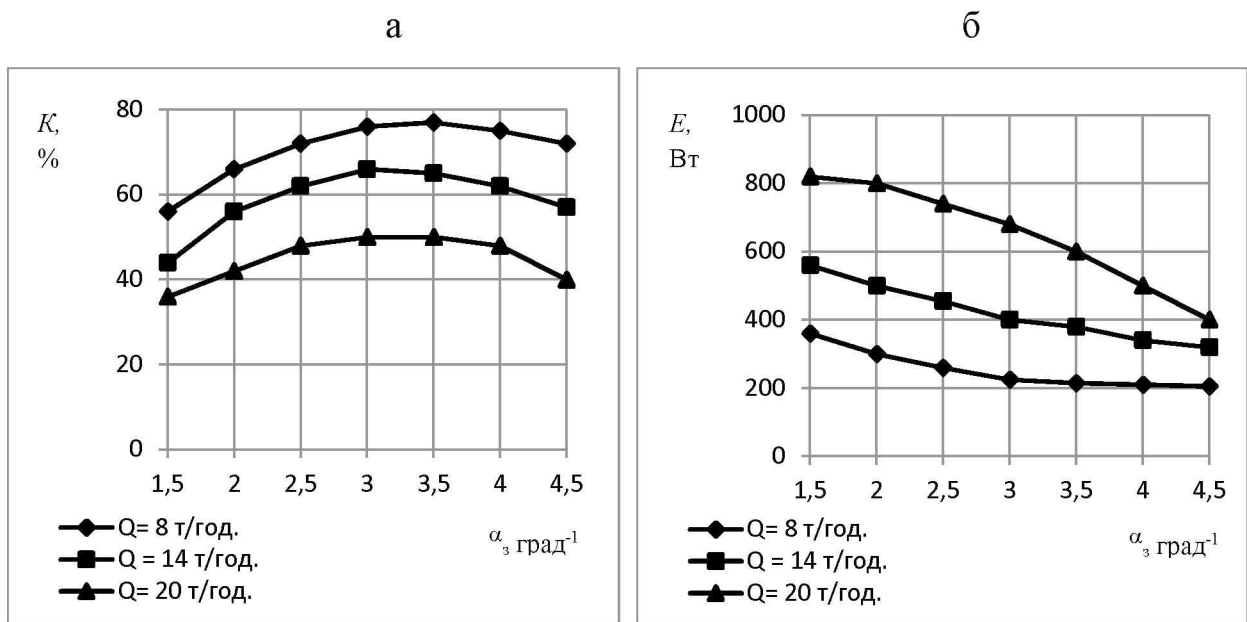 а
К,
%
80
60
40
20
0
1,5 2 2,5 3 3,5 4 4,5
Q= 8 т/год.
Q = 14 т/год.
Q= 20 т/год.
α з град-1
б
Е,
Вт
1000
800
600
400
200
0
1,5 2 2,5 3 3,5 4 4,5
Q= 8 т/год.
Q = 14 т/год.
Q= 20 т/год.
α з град-1